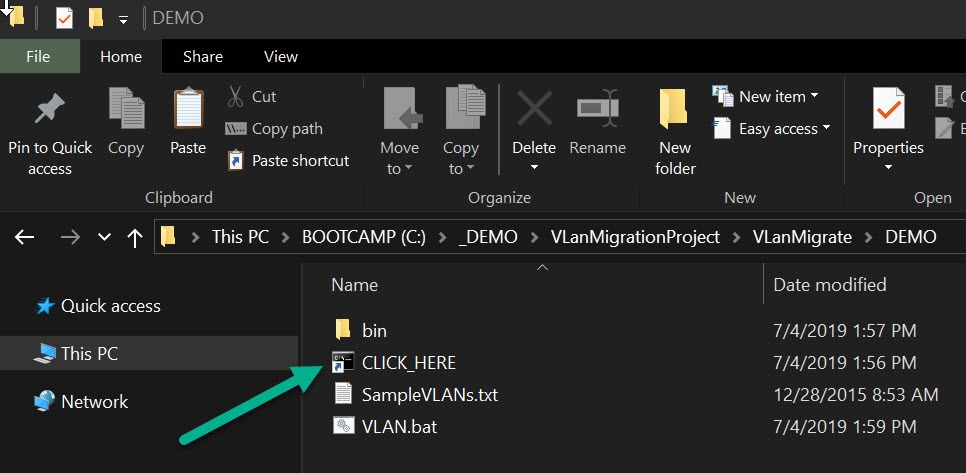 DEMO
File Home Share View
Pin to Quick access
Copy
Paste
Cut
Copy path
Paste shortcut
Move to
Copy to
Delete
Rename
New folder
New item
Easy access
Properties
Clipboard Organize New Open
This PC BOOTCAMP (C:) _DEMO VLanMigrationProject VLanMigrate DEMO
Name Date modified
Quick access
This PC
Network
bin 7/4/2019 1:57 PM
CLICK_HERE 7/4/2019 1:56 PM
SampleVLANs.txt 12/28/2015 8:53 AM
VLAN.bat 7/4/2019 1:59 PM